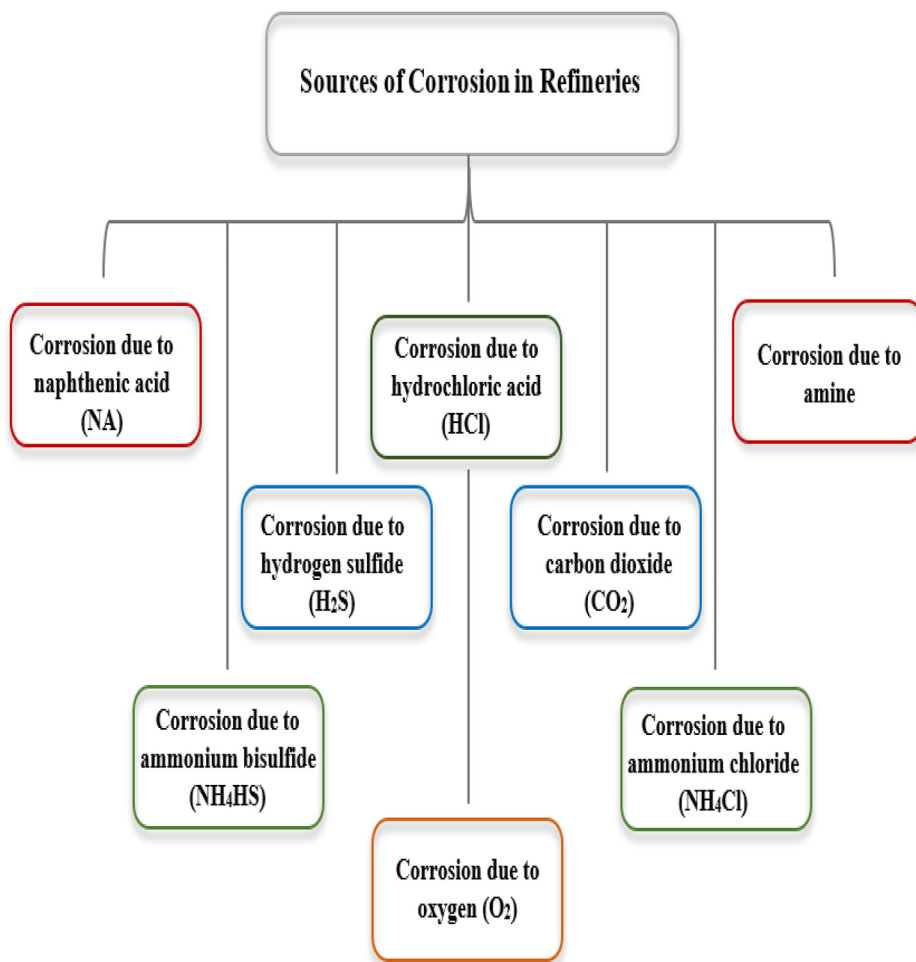 Sources of Corrosion in Refineries
Corrosion due to
naphthenic acid
(NA)
Corrosion due to
hydrochloric acid
(HCl)
Corrosion due to
amine
Corrosion due to
hydrogen sulfide
(H₂S)
Corrosion due to
carbon dioxide
(CO₂)
Corrosion due to
ammonium bisulfide
(NH₄HS)
Corrosion due to
ammonium chloride
(NH₄Cl)
Corrosion due to
oxygen (O₂)